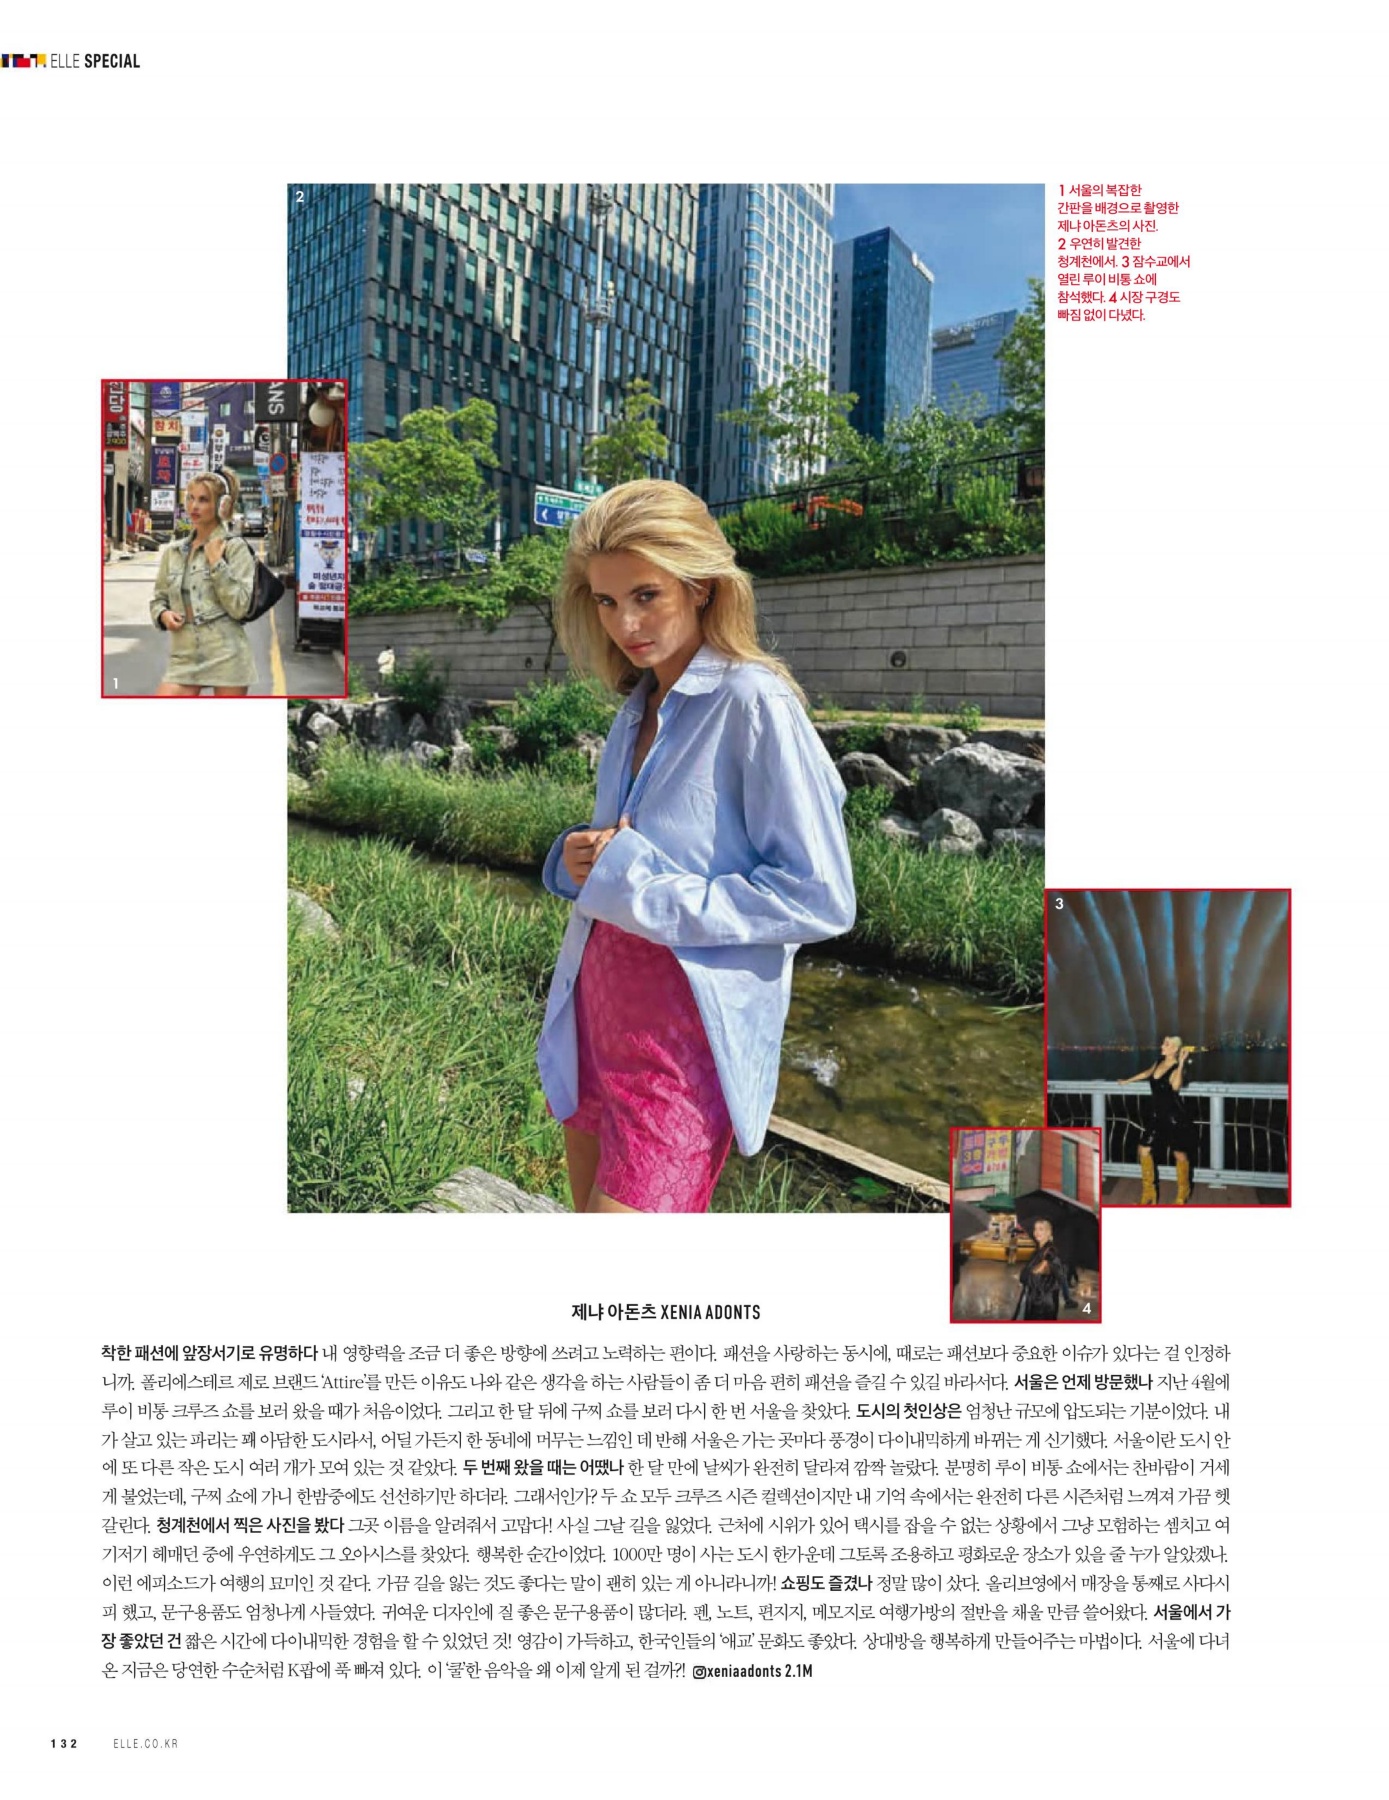 ELLE SPECIAL
2
1 서울의 복잡한
간판을 배경으로 촬영한
제냐 아돈츠의 사진.
2 우연히 발견한
청계천에서. 3 잠수교에서
열린 루이 비통 쇼에
참석했다. 4 시장 구경도
빠짐 없이 다녔다.
ANS
참치
미성년자
1
3
구두
3층
4
제냐 아돈츠 XENIA ADONTS
착한 패션에 앞장서기로 유명하다 내 영향력을 조금 더 좋은 방향에 쓰려고 노력하는 편이다. 패션을 사랑하는 동시에, 때로는 패션보다 중요한 이슈가 있다는 걸 인정하
니까. 폴리에스테르 제로 브랜드 ‘Attire’를 만든 이유도 나와 같은 생각을 하는 사람들이 좀 더 마음 편히 패션을 즐길 수 있길 바라서다. 서울은 언제 방문했나 지난 4월에
루이 비통 크루즈 쇼를 보러 왔을 때가 처음이었다. 그리고 한 달 뒤에 구찌 쇼를 보러 다시 한 번 서울을 찾았다. 도시의 첫인상은 엄청난 규모에 압도되는 기분이었다. 내
가 살고 있는 파리는 꽤 아담한 도시라서, 어딜 가든지 한 동네에 머무는 느낌인 데 반해 서울은 가는 곳마다 풍경이 다이내믹하게 바뀌는 게 신기했다. 서울이란 도시 안
에 또 다른 작은 도시 여러 개가 모여 있는 것 같았다. 두 번째 왔을 때는 어땠나 한 달 만에 날씨가 완전히 달라져 깜짝 놀랐다. 분명히 루이 비통 쇼에서는 찬바람이 거세
게 불었는데, 구찌 쇼에 가니 한밤중에도 선선하기만 하더라. 그래서인가? 두 쇼 모두 크루즈 시즌 컬렉션이지만 내 기억 속에서는 완전히 다른 시즌처럼 느껴져 가끔 헷
갈린다. 청계천에서 찍은 사진을 봤다 그곳 이름을 알려줘서 고맙다! 사실 그날 길을 잃었다. 근처에 시위가 있어 택시를 잡을 수 없는 상황에서 그냥 모험하는 셈치고 여
기저기 헤매던 중에 우연하게도 그 오아시스를 찾았다. 행복한 순간이었다. 1000만 명이 사는 도시 한가운데 그토록 조용하고 평화로운 장소가 있을 줄 누가 알았겠나.
이런 에피소드가 여행의 묘미인 것 같다. 가끔 길을 잃는 것도 좋다는 말이 괜히 있는 게 아니라니까! 쇼핑도 즐겼나 정말 많이 샀다. 올리브영에서 매장을 통째로 사다시
피 했고, 문구용품도 엄청나게 사들였다. 귀여운 디자인에 질 좋은 문구용품이 많더라. 펜, 노트, 편지지, 메모지로 여행가방의 절반을 채울 만큼 쓸어왔다. 서울에서 가
장 좋았던 건 짧은 시간에 다이내믹한 경험을 할 수 있었던 것! 영감이 가득하고, 한국인들의 ‘애교’ 문화도 좋았다. 상대방을 행복하게 만들어주는 마법이다. 서울에 다녀
온 지금은 당연한 수순처럼 K팝에 푹 빠져 있다. 이 ‘쿨’한 음악을 왜 이제 알게 된 걸까?! xeniaadonts 2.1M
132 ELLE.CO.KR